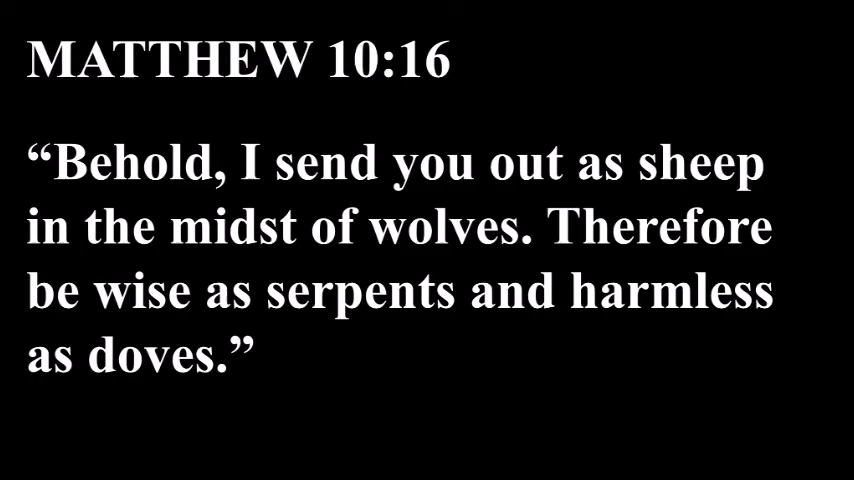 MATTHEW 10:16
“Behold, I send you out as sheep
in the midst of wolves. Therefore
be wise as serpents and harmless
as doves.”